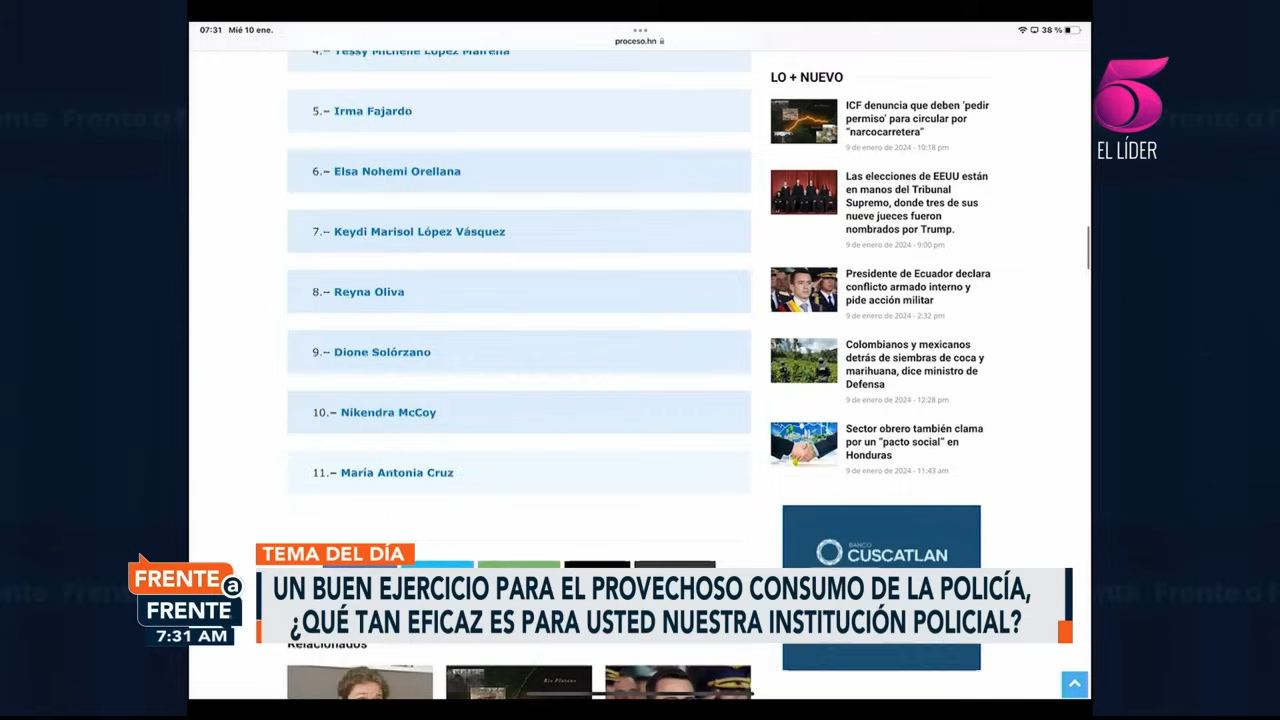 07:31 Mié 10 ene.
proceso.hn
38 %
4.– Yessy Michelle López Mairena
5.– Irma Fajardo
6.– Elsa Nohemi Orellana
7.– Keydi Marisol López Vásquez
8.– Reyna Oliva
9.– Dione Solórzano
10.– Nikendra McCoy
11.– María Antonia Cruz
LO + NUEVO
ICF denuncia que deben ‘pedir
permiso’ para circular por
“narcocarretera”
9 de enero de 2024 - 10:18 pm
Las elecciones de EEUU están
en manos del Tribunal
Supremo, donde tres de sus
nueve jueces fueron
nombrados por Trump.
9 de enero de 2024 - 9:00 pm
Presidente de Ecuador declara
conflicto armado interno y
pide acción militar
9 de enero de 2024 - 2:32 pm
Colombianos y mexicanos
detrás de siembras de coca y
marihuana, dice ministro de
Defensa
9 de enero de 2024 - 12:28 pm
Sector obrero también clama
por un “pacto social” en
Honduras
9 de enero de 2024 - 11:43 am
BANCO
CUSCATLAN
5
EL LÍDER
TEMA DEL DÍA
FRENTE a
FRENTE
7:31 AM
UN BUEN EJERCICIO PARA EL PROVECHOSO CONSUMO DE LA POLICÍA,
¿QUÉ TAN EFICAZ ES PARA USTED NUESTRA INSTITUCIÓN POLICIAL?
Relacionados